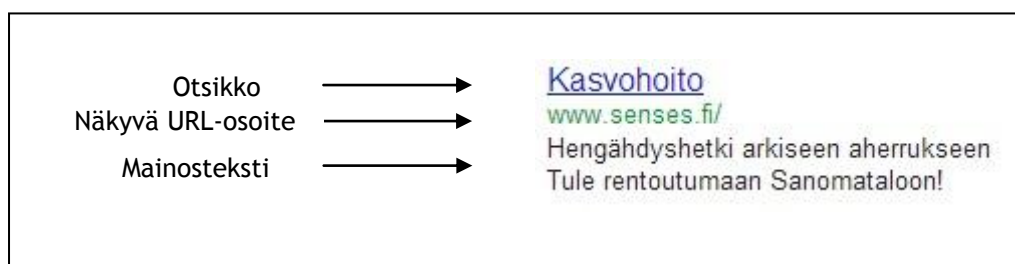 Otsikko
Kasvohoito
Näkyvä URL-osoite
www.senses.fi/
Mainosteksti
Hengähdyshetki arkiseen aherrukseen
Tule rentoutumaan Sanomataloon!